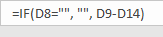 =IF(D8="", "", D9-D14)